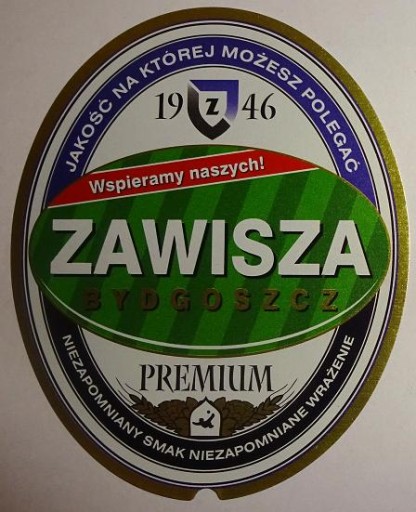 JAKOŚĆ NA KTÓREJ MOŻESZ POLEGAĆ
19 Z 46
Wspieramy naszych!
ZAWISZA
BYDGOSZCZ
PREMIUM
NIEZAPOMNIANY SMAK NIEZAPOMNIANE WRAŻENIE